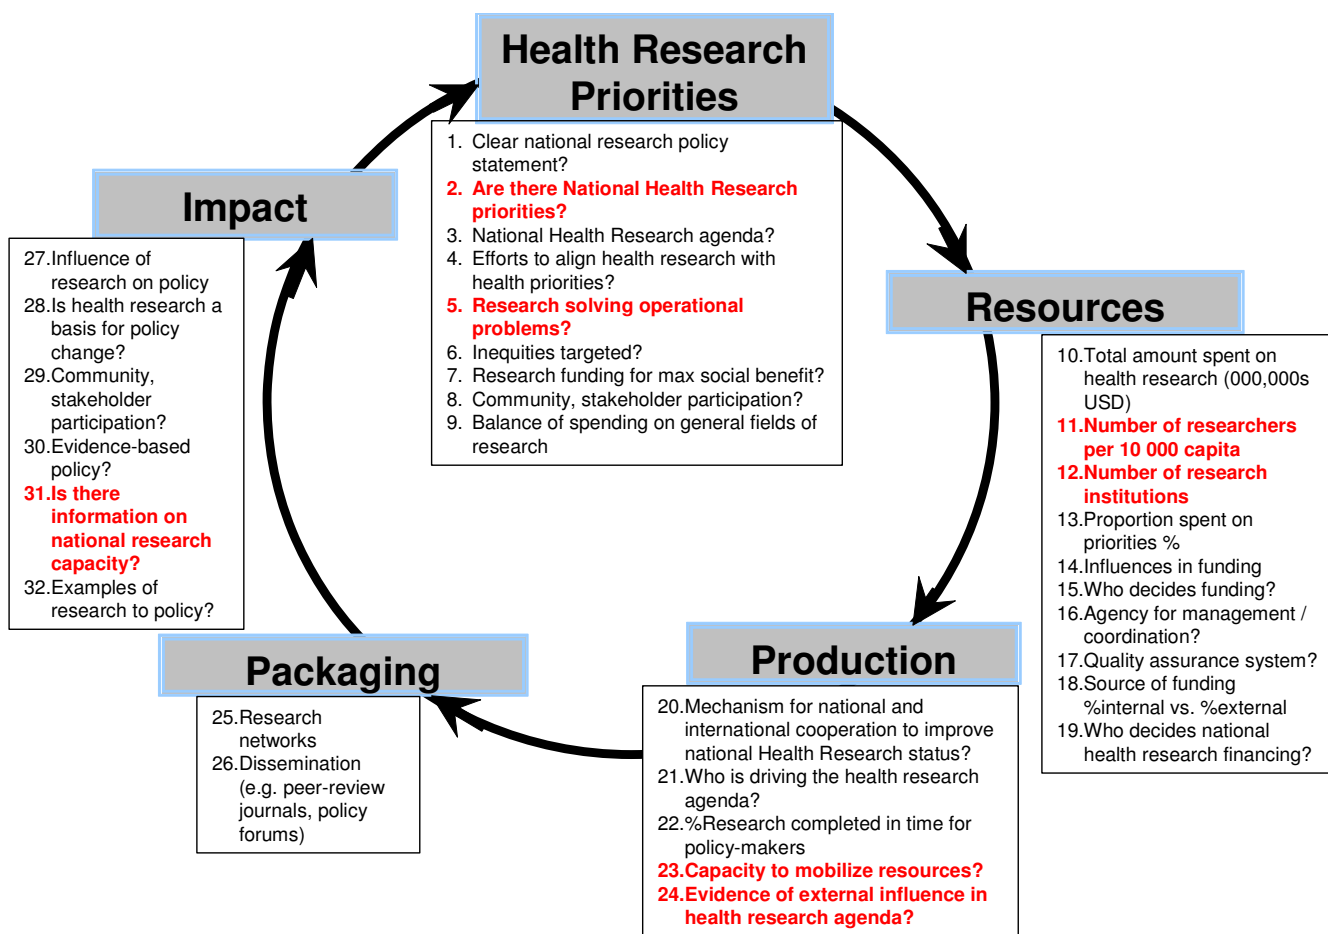 Health Research
Priorities
1. Clear national research policy
statement?
2. Are there National Health Research
priorities?
3. National Health Research agenda?
4. Efforts to align health research with
health priorities?
5. Research solving operational
problems?
6. Inequities targeted?
7. Research funding for max social benefit?
8. Community, stakeholder participation?
9. Balance of spending on general fields of
research
Resources
10.Total amount spent on
health research (000,000s
USD)
11.Number of researchers
per 10 000 capita
12.Number of research
institutions
13.Proportion spent on
priorities %
14.Influences in funding
15.Who decides funding?
16.Agency for management /
coordination?
17.Quality assurance system?
18.Source of funding
%internal vs. %external
19.Who decides national
health research financing?
Production
20.Mechanism for national and
international cooperation to improve
national Health Research status?
21.Who is driving the health research
agenda?
22.%Research completed in time for
policy-makers
23.Capacity to mobilize resources?
24.Evidence of external influence in
health research agenda?
Packaging
25.Research
networks
26.Dissemination
(e.g. peer-review
journals, policy
forums)
Impact
27.Influence of
research on policy
28.Is health research a
basis for policy
change?
29.Community,
stakeholder
participation?
30.Evidence-based
policy?
31.Is there
information on
national research
capacity?
32.Examples of
research to policy?